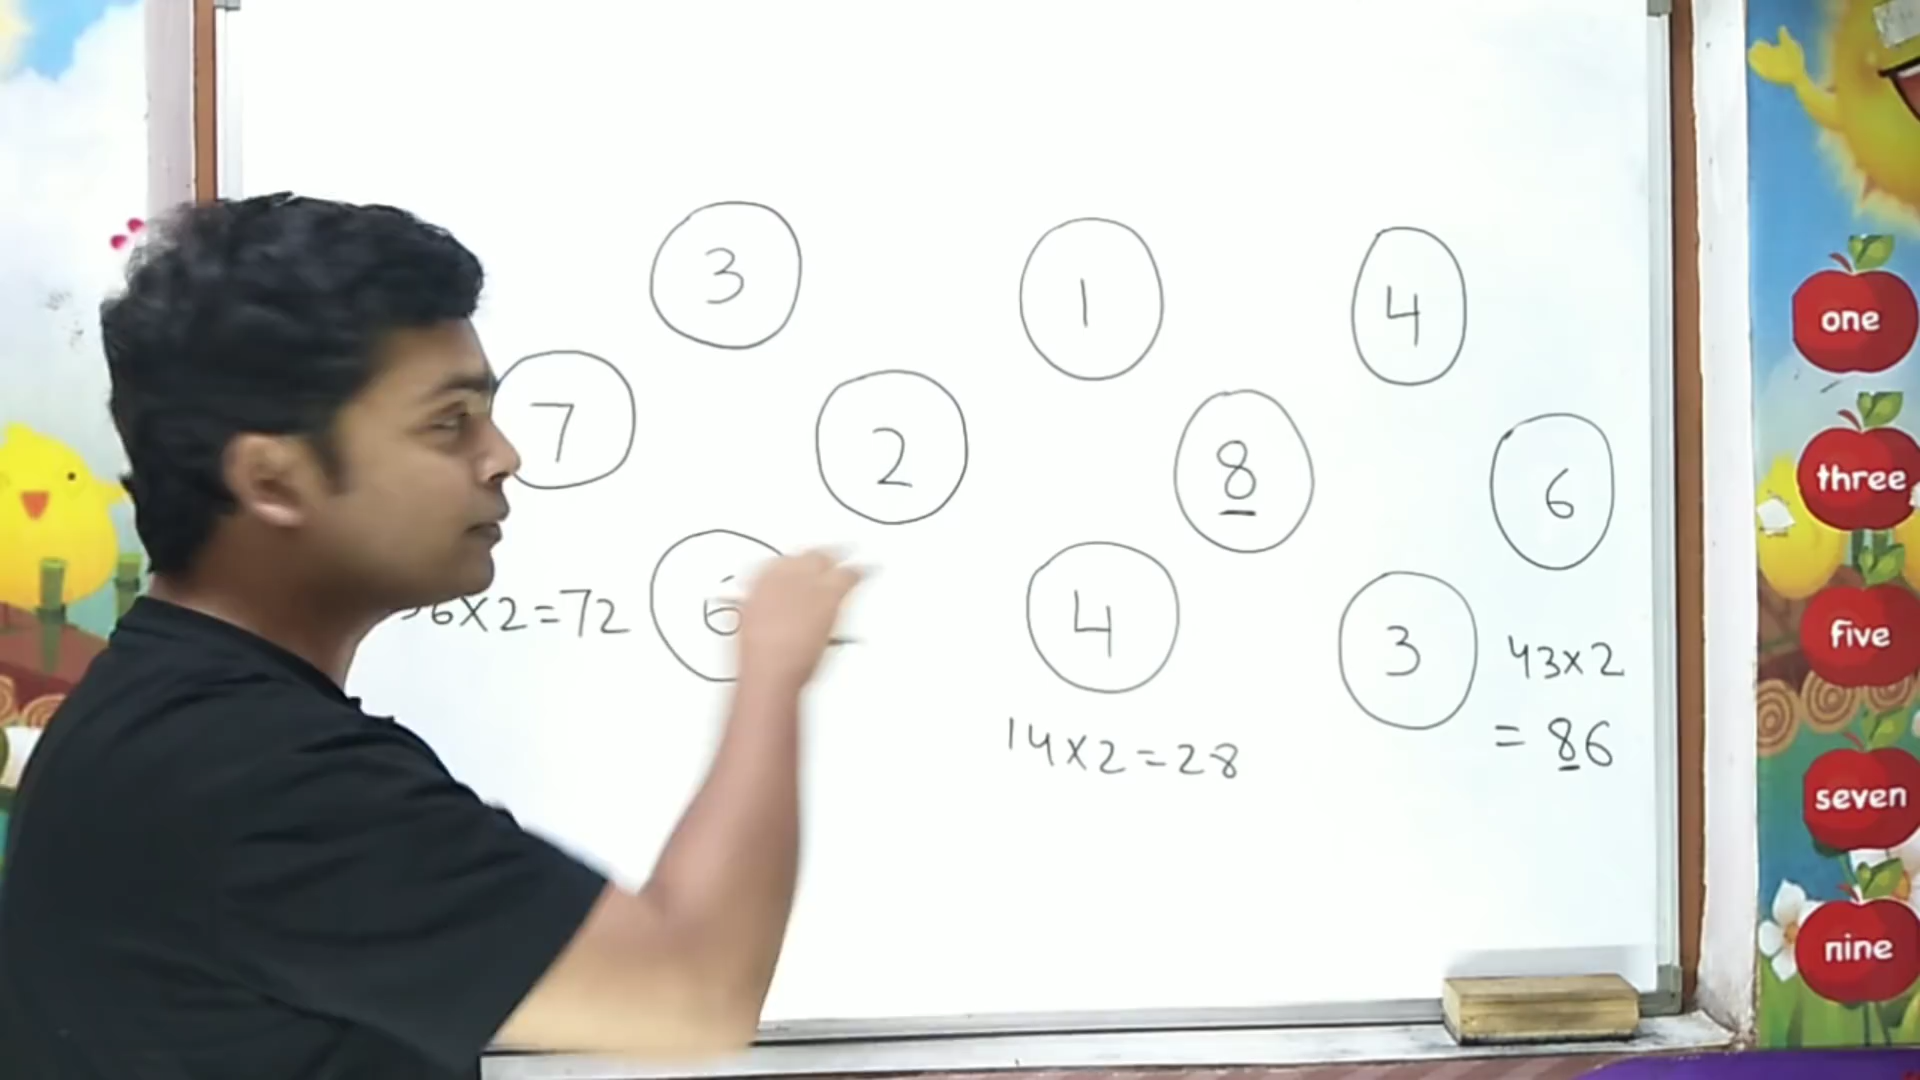 3 1 4
7 2 8 6
6 4 3
6x2=72
43x2
= 86
14x2=28
one
three
five
seven
nine